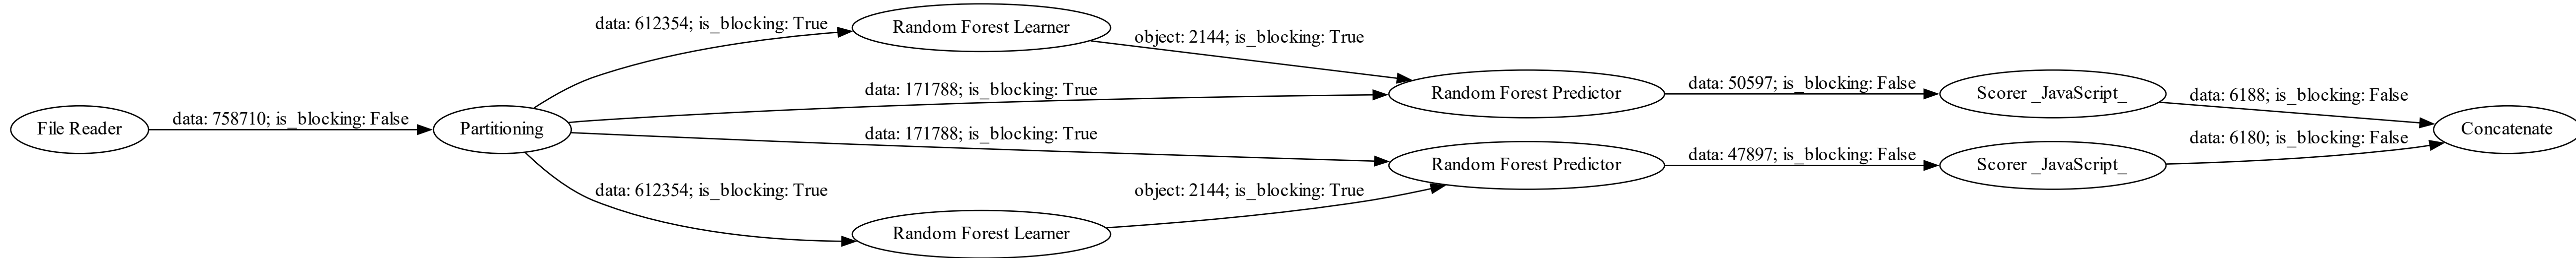 File Reader
data: 758710; is_blocking: False
Partitioning
data: 612354; is_blocking: True
Random Forest Learner
object: 2144; is_blocking: True
data: 171788; is_blocking: True
Random Forest Predictor
data: 50597; is_blocking: False
Scorer _JavaScript_
data: 6188; is_blocking: False
data: 171788; is_blocking: True
Random Forest Predictor
data: 47897; is_blocking: False
Scorer _JavaScript_
data: 6180; is_blocking: False
Concatenate
data: 612354; is_blocking: True
Random Forest Learner
object: 2144; is_blocking: True